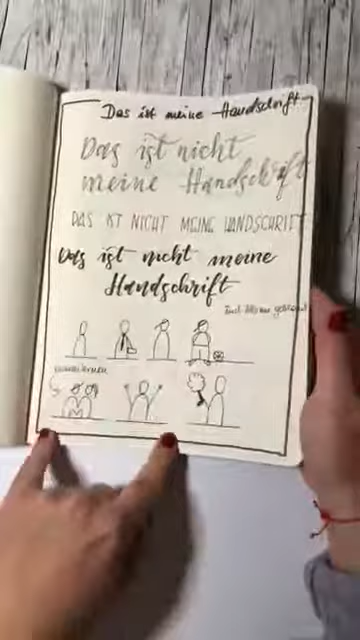 Das ist meine Handschrift
Das ist nicht
meine Handschrift
DAS IST NICHT MEINE HANDSCHRIFT
Das ist nicht meine
Handschrift